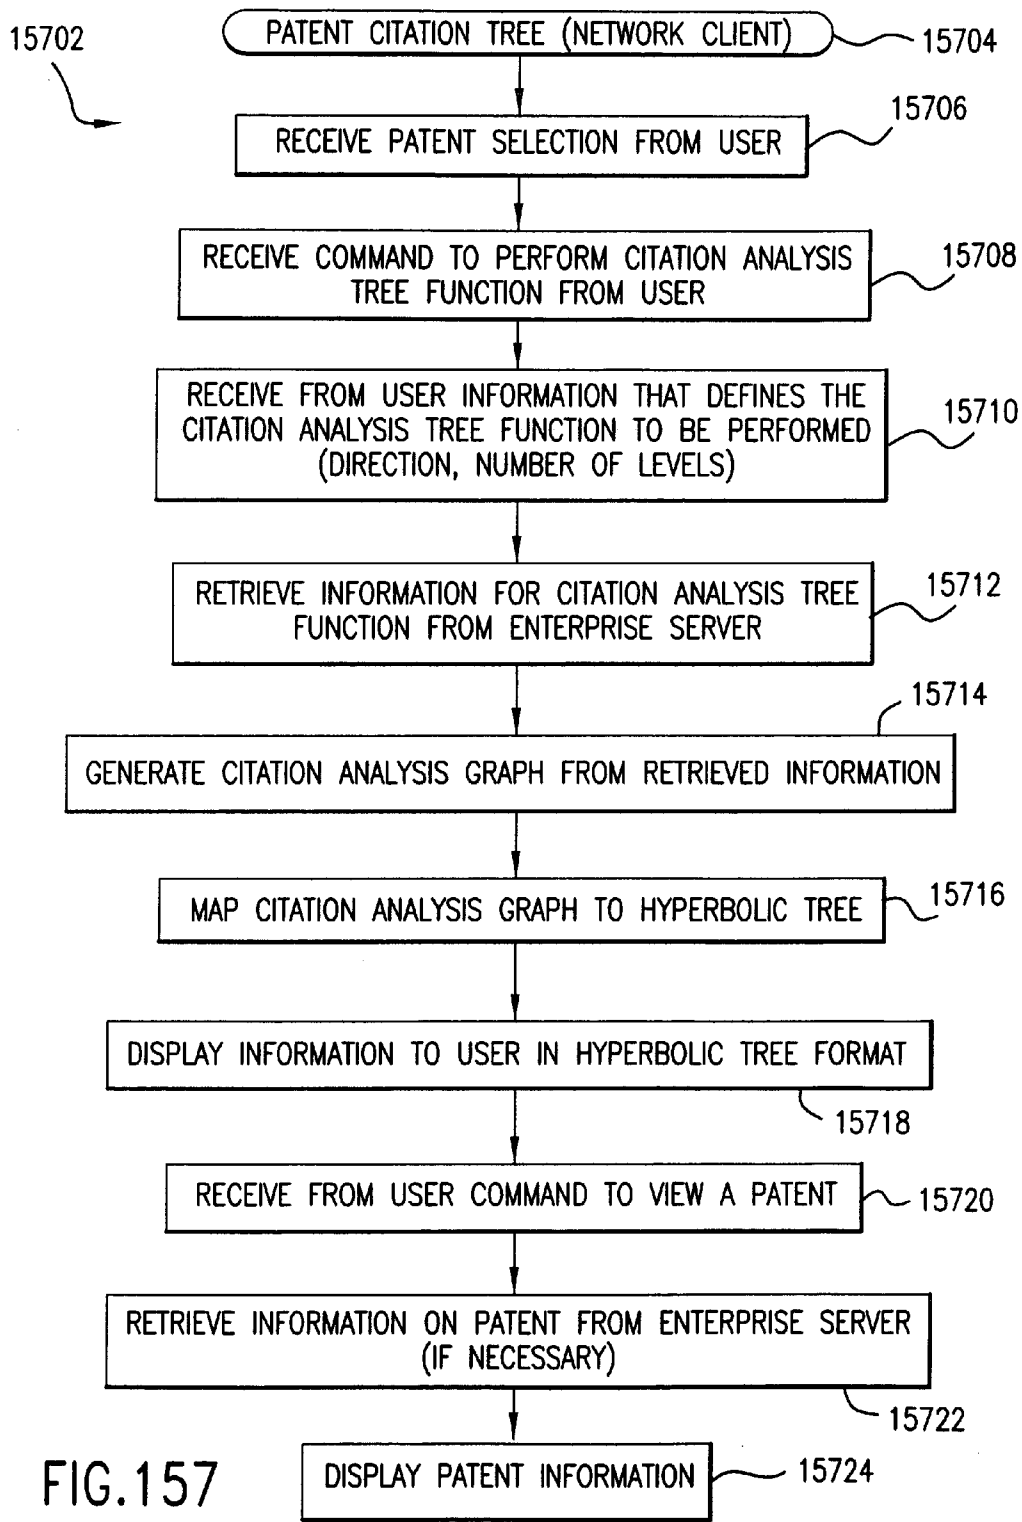 15702
PATENT CITATION TREE (NETWORK CLIENT)
15704
15706
RECEIVE PATENT SELECTION FROM USER
RECEIVE COMMAND TO PERFORM CITATION ANALYSIS
TREE FUNCTION FROM USER
15708
RECEIVE FROM USER INFORMATION THAT DEFINES THE
CITATION ANALYSIS TREE FUNCTION TO BE PERFORMED
(DIRECTION, NUMBER OF LEVELS)
15710
RETRIEVE INFORMATION FOR CITATION ANALYSIS TREE
FUNCTION FROM ENTERPRISE SERVER
15712
15714
GENERATE CITATION ANALYSIS GRAPH FROM RETRIEVED INFORMATION
MAP CITATION ANALYSIS GRAPH TO HYPERBOLIC TREE
15716
DISPLAY INFORMATION TO USER IN HYPERBOLIC TREE FORMAT
15718
RECEIVE FROM USER COMMAND TO VIEW A PATENT
15720
RETRIEVE INFORMATION ON PATENT FROM ENTERPRISE SERVER
(IF NECESSARY)
15722
DISPLAY PATENT INFORMATION
15724
FIG.157